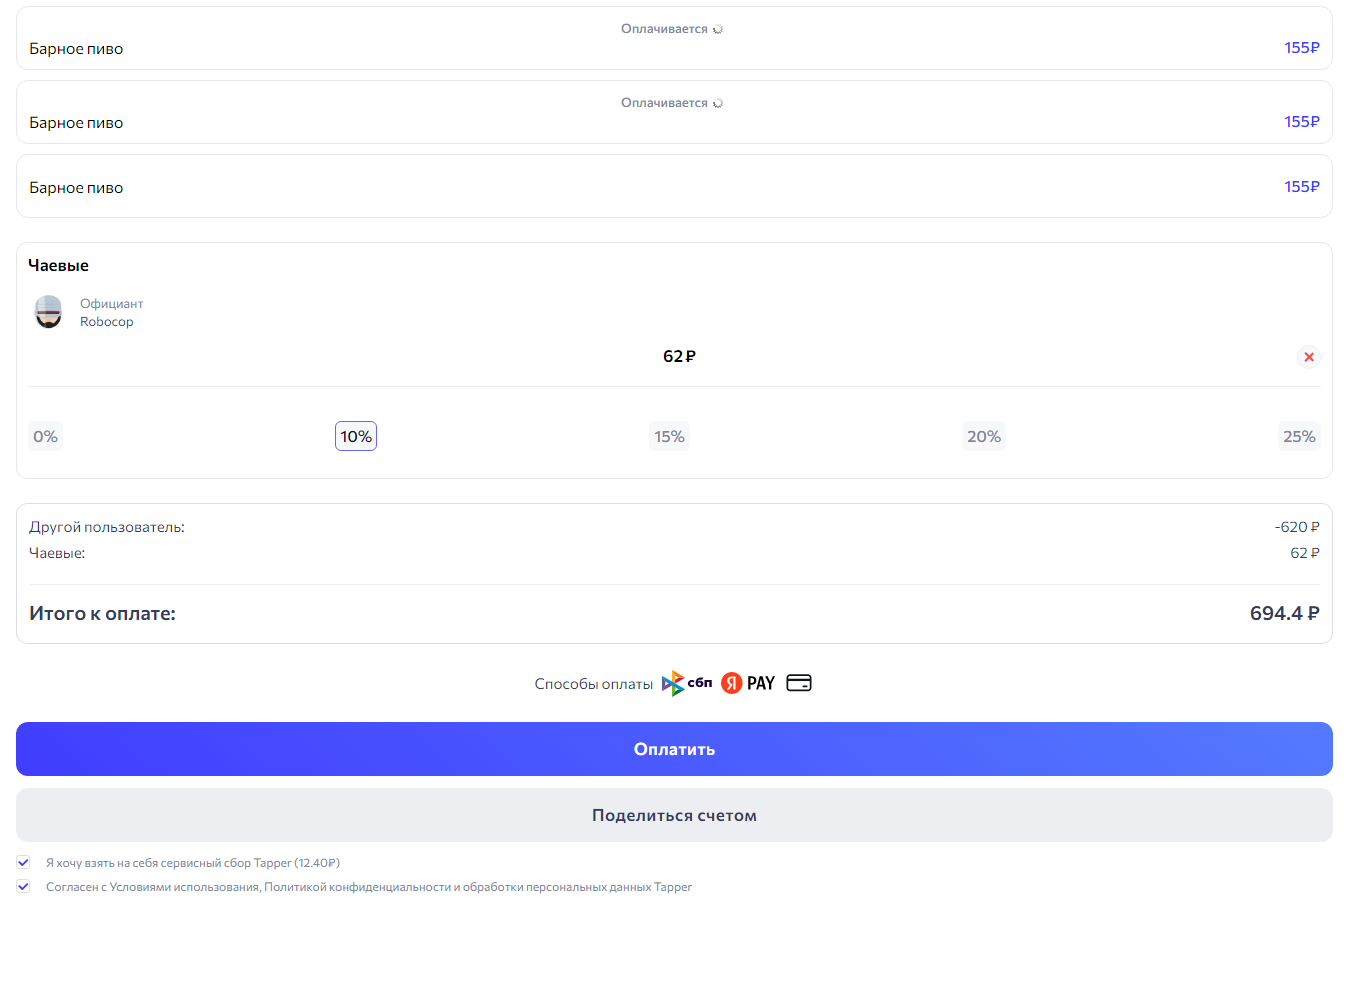 Оплачивается
Барное пиво 155₽
Оплачивается
Барное пиво 155₽
Барное пиво 155₽
Чаевые
Официант
Robocop
62 ₽
0% 10% 15% 20% 25%
Другой пользователь: -620 ₽
Чаевые: 62 ₽
Итого к оплате: 694.4 ₽
Способы оплаты сбп Я PAY
Оплатить
Поделиться счетом
Я хочу взять на себя сервисный сбор Tapper (12.40₽)
Согласен с Условиями использования, Политикой конфиденциальности и обработки персональных данных Tapper